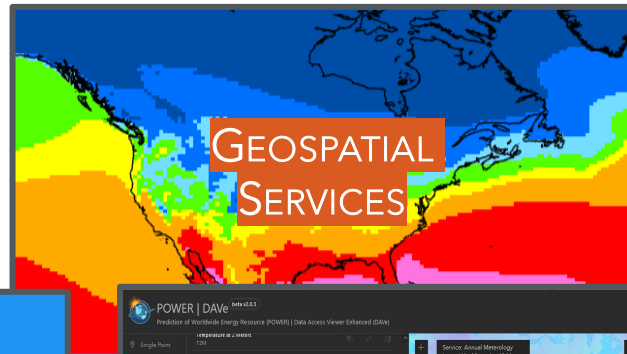 GEOSPATIAL
SERVICES
POWER | DAVe beta v2.0.3
Prediction of Worldwide Energy Resource (POWER) | Data Access Viewer Enhanced (DAVe)
Temperature at 2 Meters
Single Point
T2M
Service: Annual Meteorology